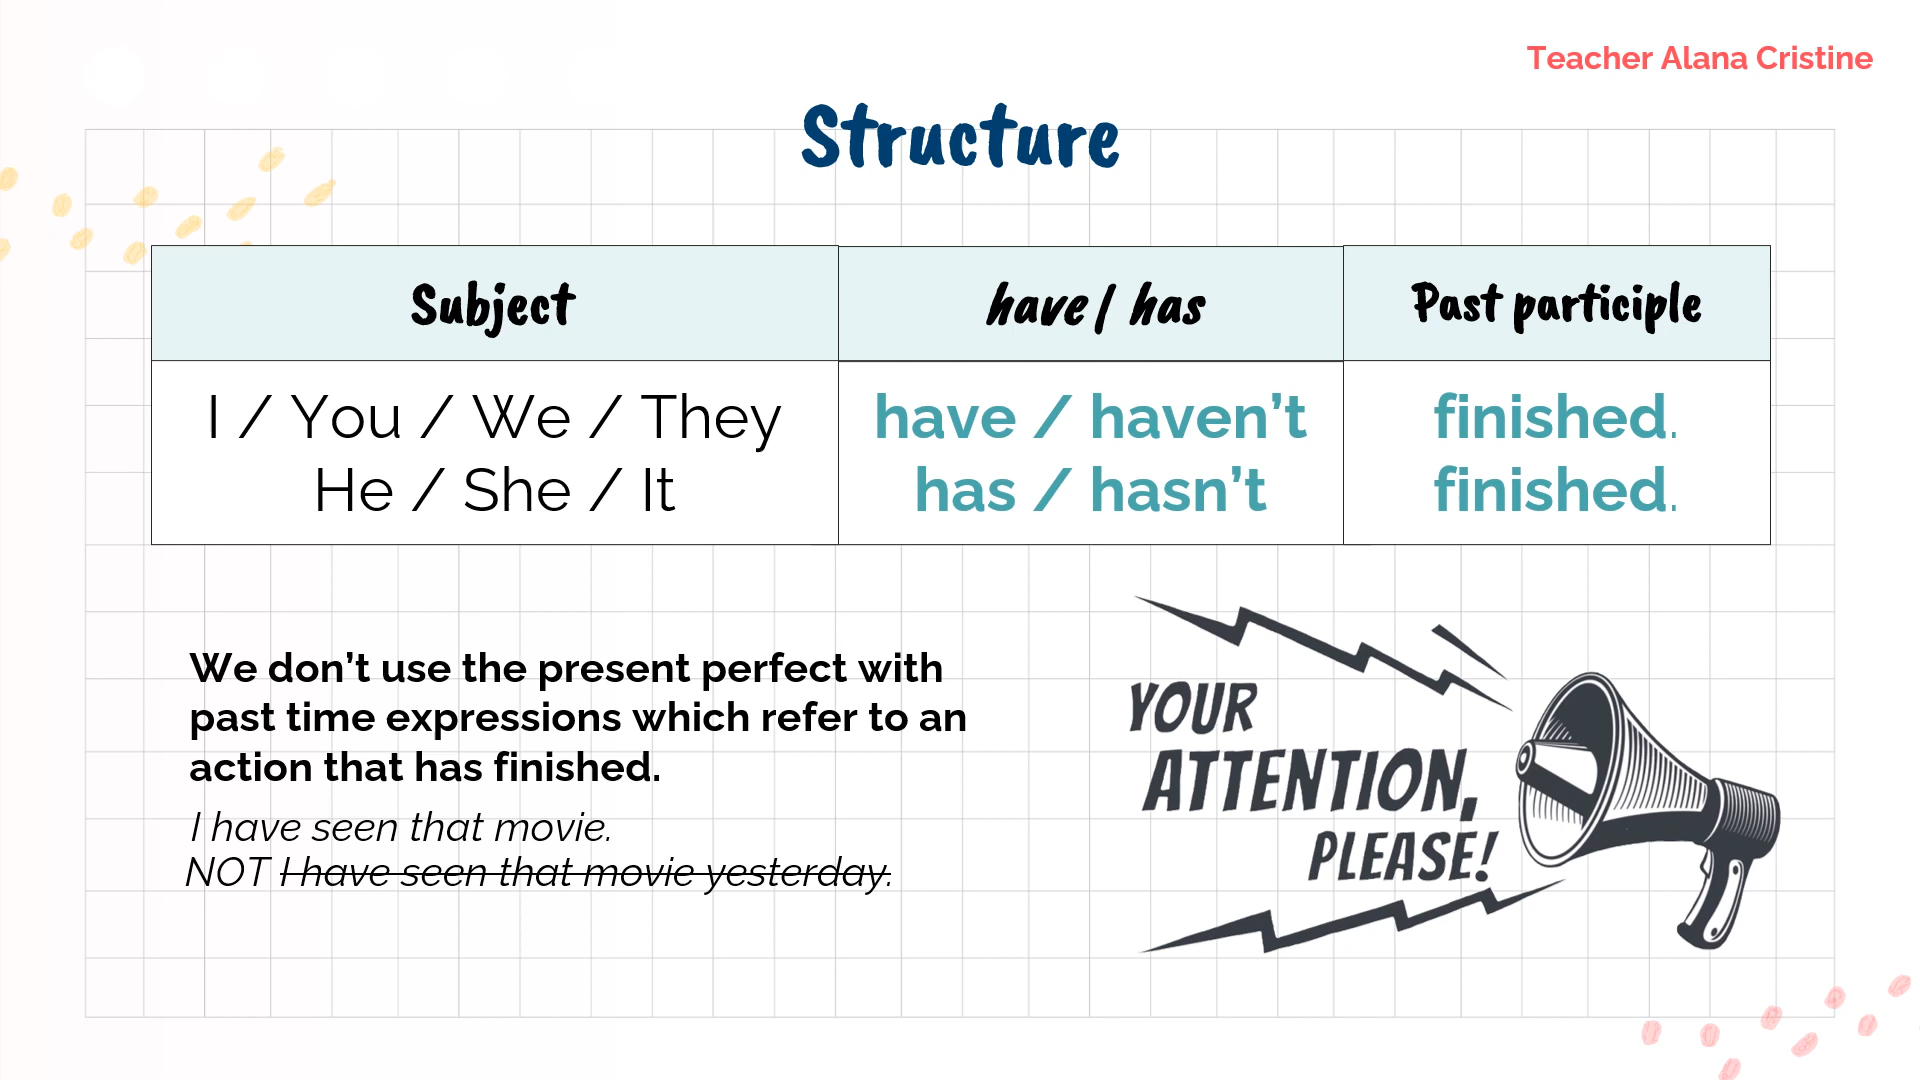 Teacher Alana Cristine
Structure
Subject
have / has
Past participle
I / You / We / They
have / haven’t
finished.
He / She / It
has / hasn’t
finished.
We don’t use the present perfect with
past time expressions which refer to an
action that has finished.
I have seen that movie.
NOT I have seen that movie yesterday.
YOUR
ATTENTION,
PLEASE!